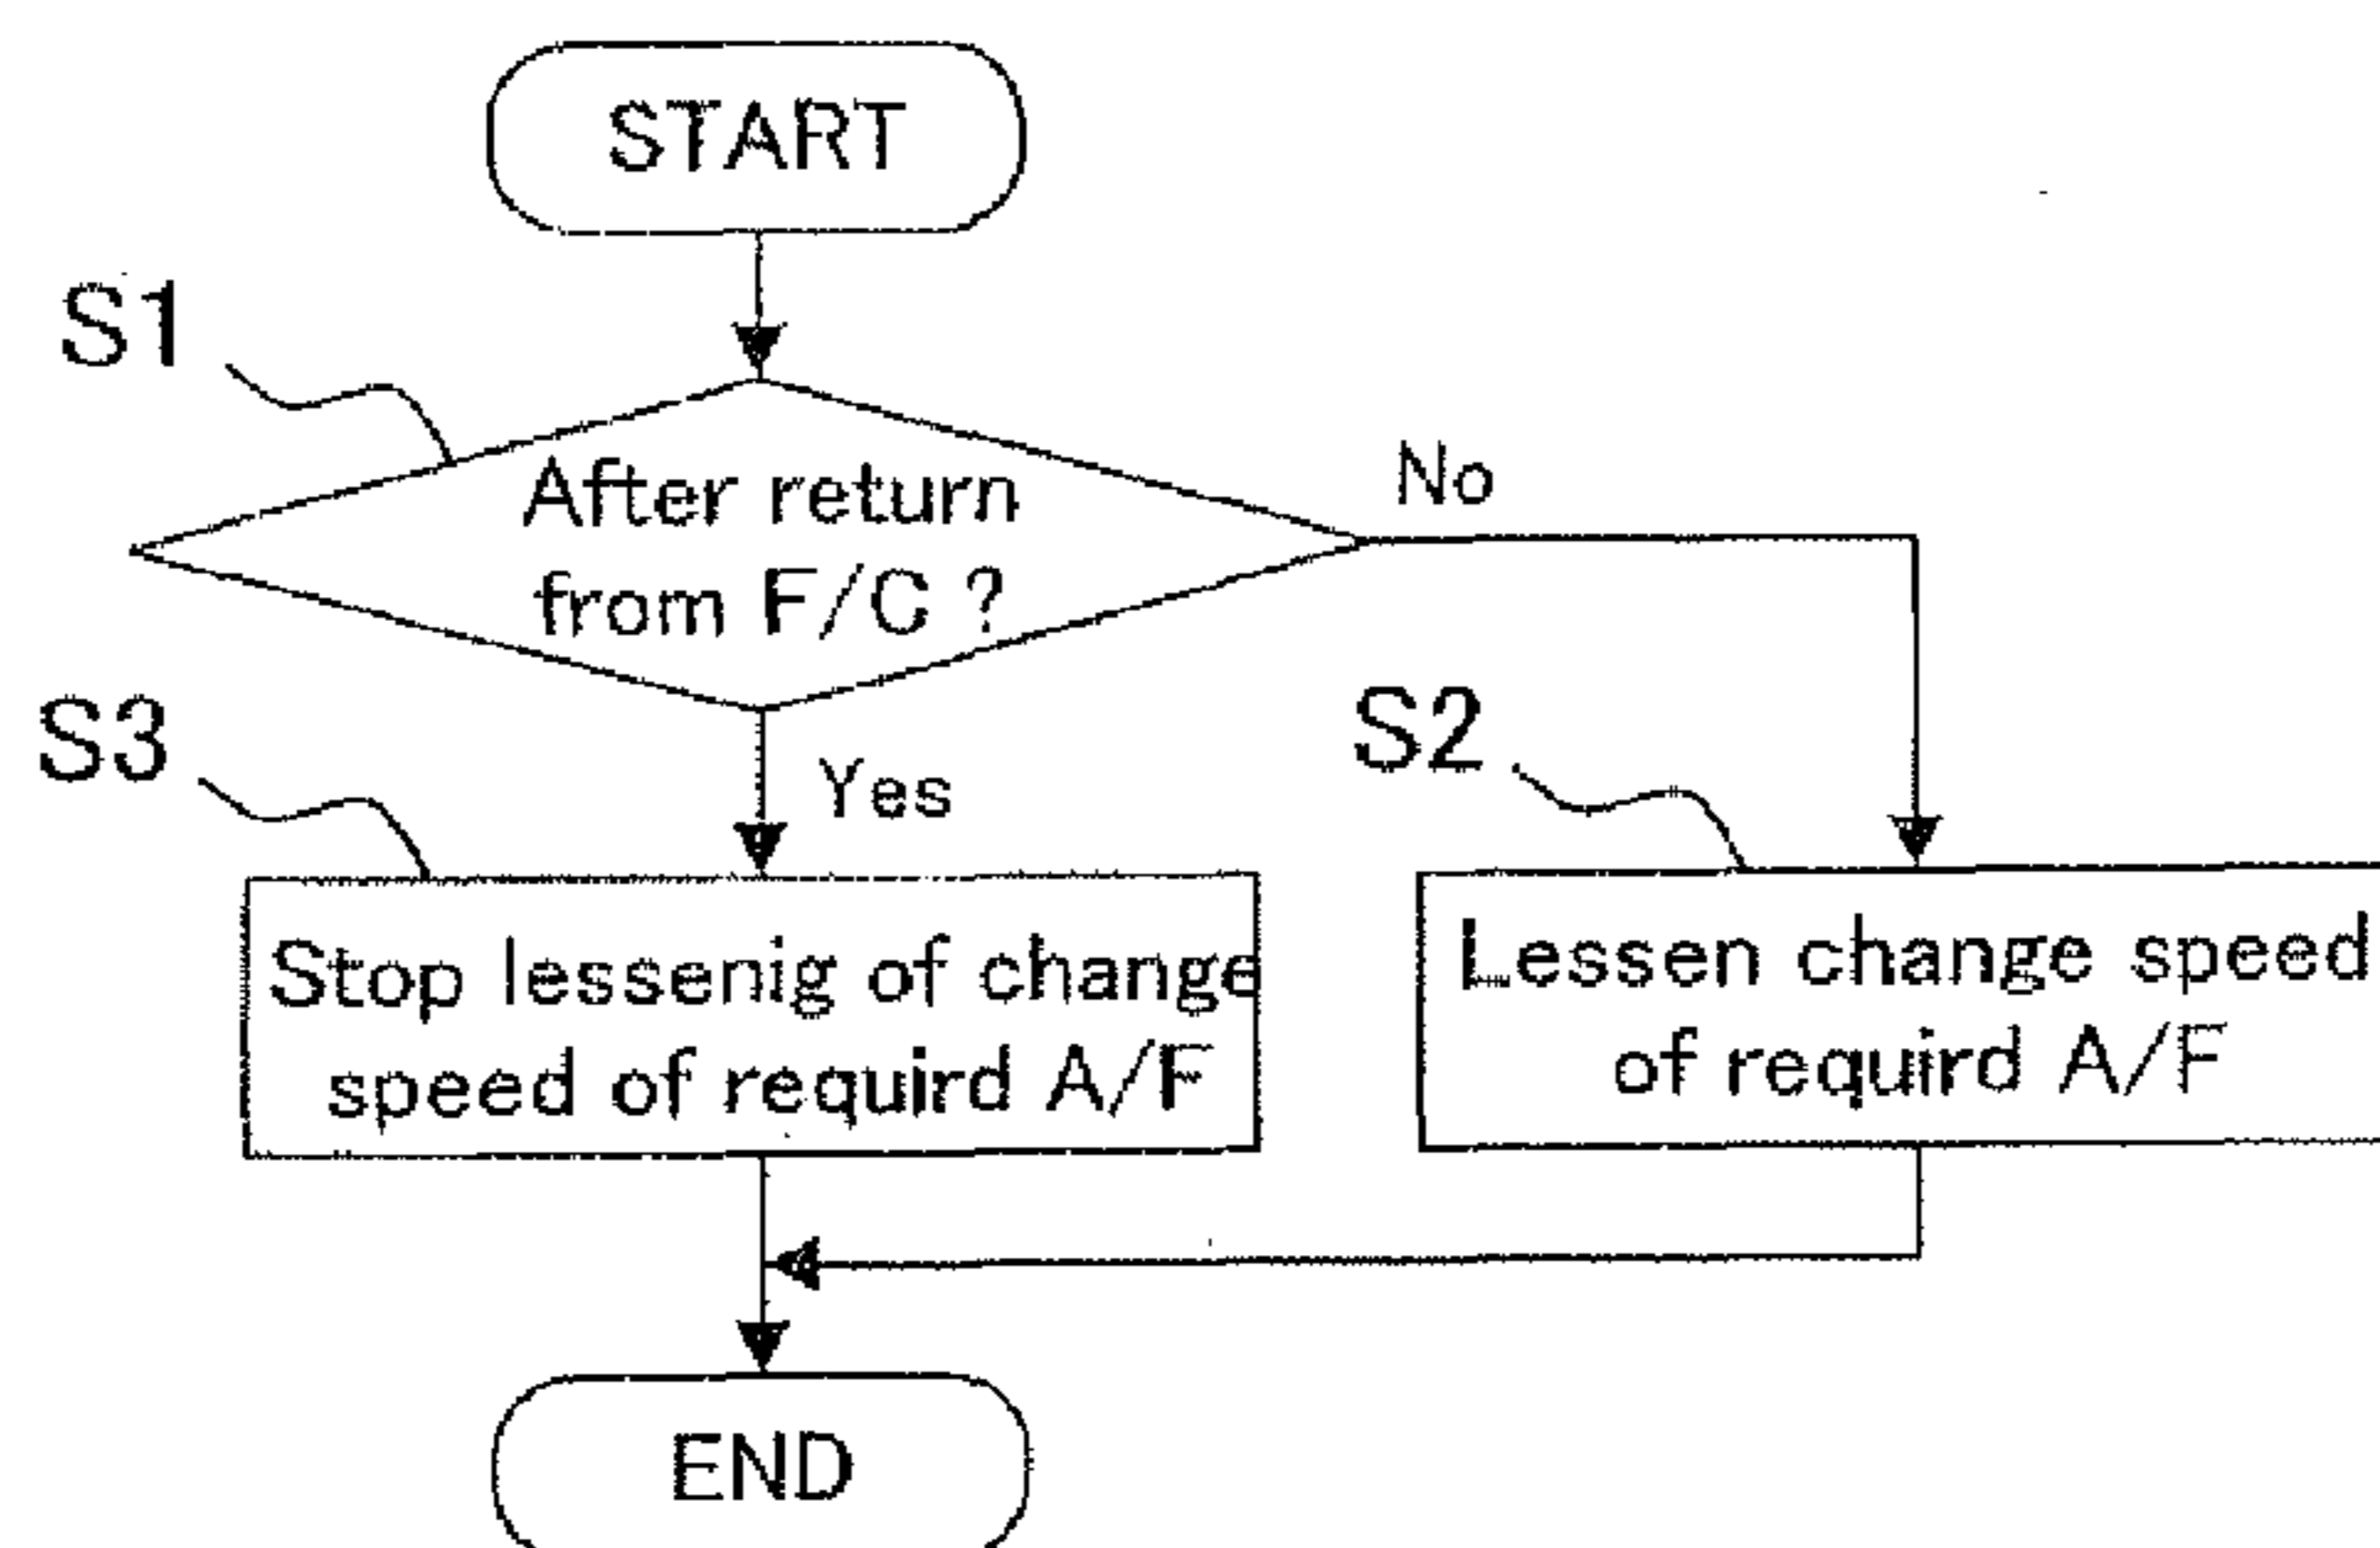 START
S1
After return
from F/C ?
No
Yes
S3
Stop lessenig of change
speed of requird A/F
S2
Lessen change speed
of requird A/F
END